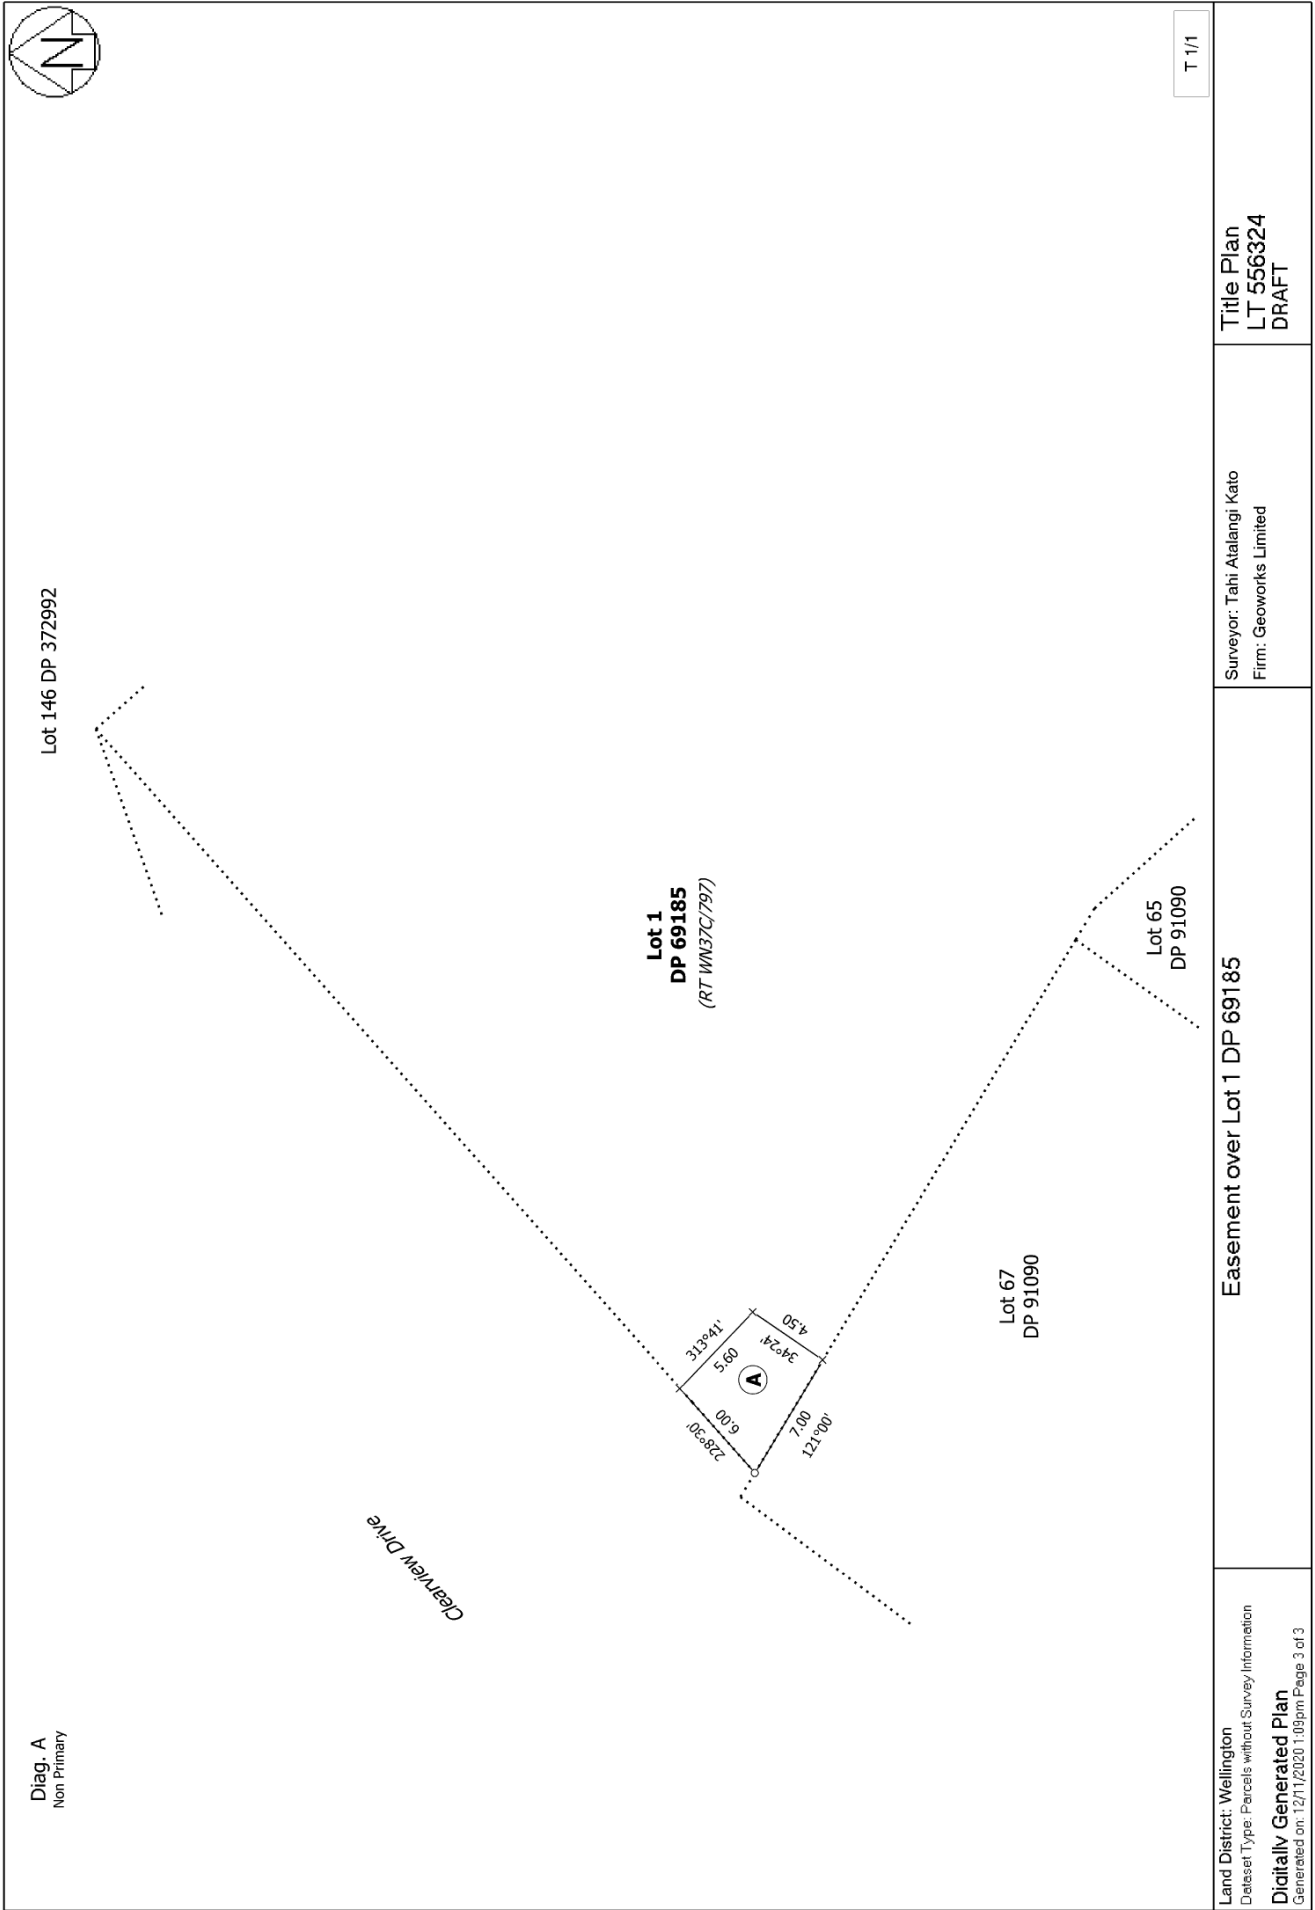 Diag. A
Non Primary
Lot 146 DP 372992
N
Clearview Drive
Lot 1
DP 69185
(RT WN37C/797)
228°30'
6.00
313°41'
5.60
A
34°24'
4.50
7.00
121°00'
Lot 67
DP 91090
Lot 65
DP 91090
T 1/1
Land District: Wellington
Dataset Type: Parcels without Survey Information
Digitally Generated Plan
Generated on: 12/11/2020 1:09pm Page 3 of 3
Easement over Lot 1 DP 69185
Surveyor: Tahi Atalangi Kato
Firm: Geoworks Limited
Title Plan
LT 556324
DRAFT